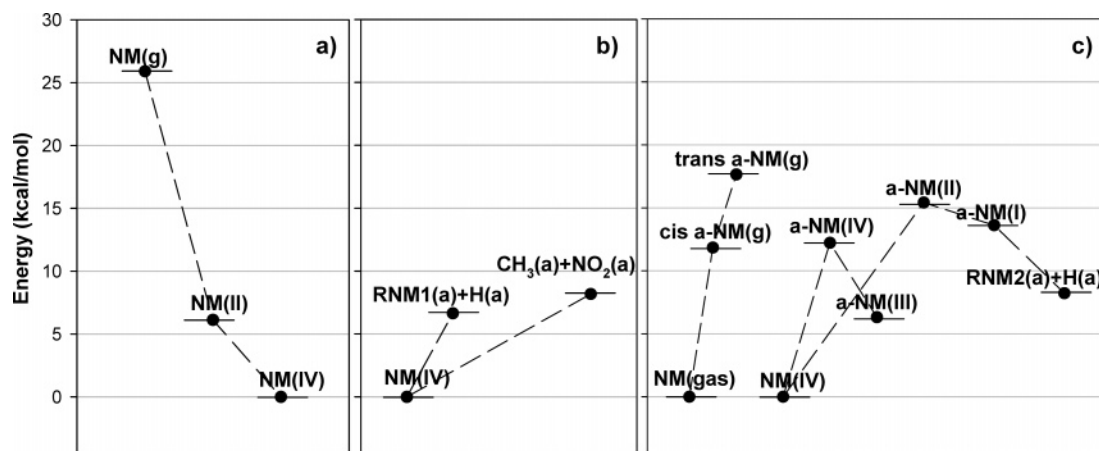 Energy (kcal/mol)
30
25
20
15
10
5
0
a)
NM(g)
NM(II)
NM(IV)
b)
CH₃(a)+NO₂(a)
RNM1(a)+H(a)
NM(IV)
c)
trans a-NM(g)
cis a-NM(g)
NM(gas)
a-NM(IV)
a-NM(III)
NM(IV)
a-NM(II)
a-NM(I)
RNM2(a)+H(a)